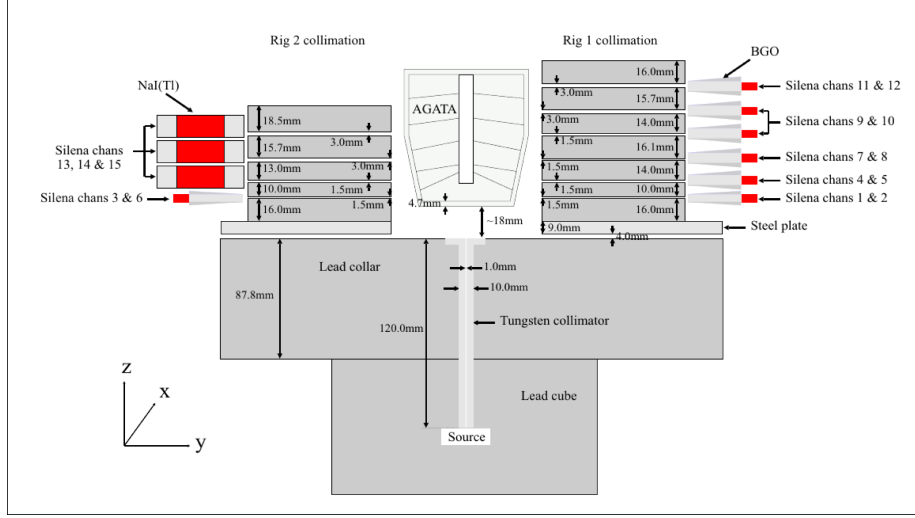 Rig 2 collimation
Rig 1 collimation
BGO
NaI(Tl)
AGATA
16.0mm
Silena chans 11 & 12
3.0mm
15.7mm
18.5mm
3.0mm
14.0mm
Silena chans 9 & 10
3.0mm
15.7mm
1.5mm
16.1mm
Silena chans
13, 14 & 15
Silena chans 7 & 8
13.0mm
3.0mm
1.5mm
14.0mm
Silena chans 4 & 5
10.0mm
1.5mm
1.5mm
10.0mm
Silena chans 3 & 6
16.0mm
1.5mm
4.7mm
1.5mm
16.0mm
Silena chans 1 & 2
~18mm
9.0mm
Steel plate
4.0mm
Lead collar
1.0mm
87.8mm
10.0mm
120.0mm
Tungsten collimator
z
x
Lead cube
y
Source